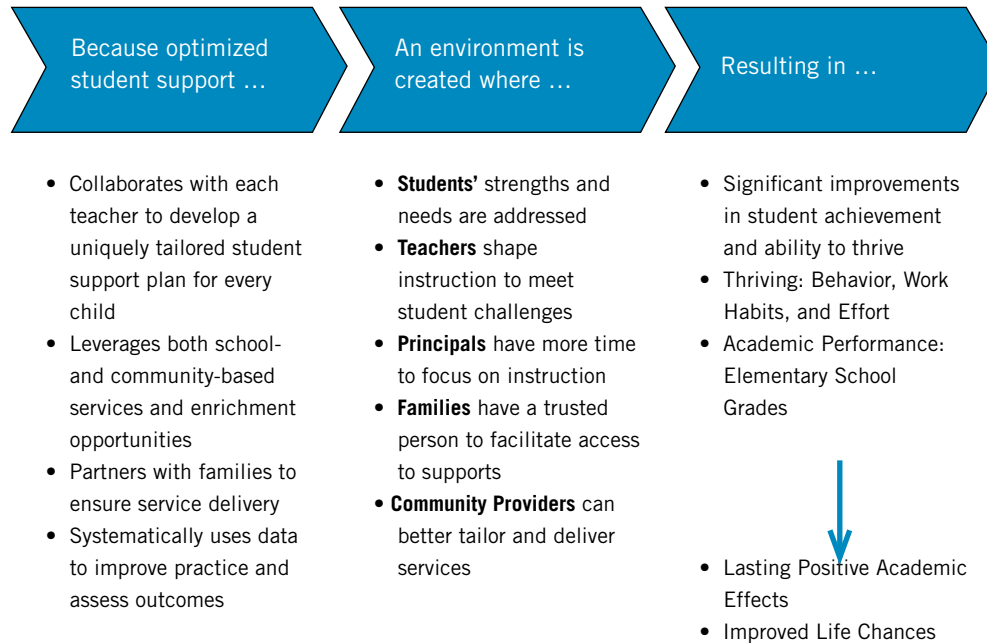 Because optimized
student support …
An environment is
created where …
Resulting in …
• Collaborates with each
teacher to develop a
uniquely tailored student
support plan for every
child
• Leverages both school-
and community-based
services and enrichment
opportunities
• Partners with families to
ensure service delivery
• Systematically uses data
to improve practice and
assess outcomes
• Students’ strengths and
needs are addressed
• Teachers shape
instruction to meet
student challenges
• Principals have more time
to focus on instruction
• Families have a trusted
person to facilitate access
to supports
• Community Providers can
better tailor and deliver
services
• Significant improvements
in student achievement
and ability to thrive
• Thriving: Behavior, Work
Habits, and Effort
• Academic Performance:
Elementary School
Grades
• Lasting Positive Academic
Effects
• Improved Life Chances